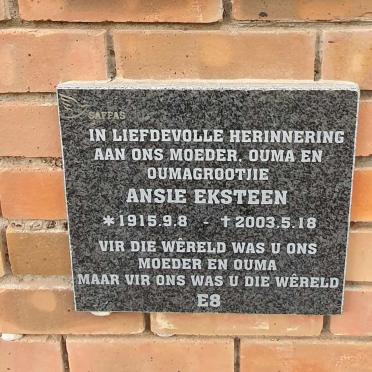 SAFFAS
IN LIEFDEVOLLE HERINNERING
AAN ONS MOEDER, OUMA EN
OUMAGROOTJIE
ANSIE EKSTEEN
*1915.9.8 - †2003.5.18
VIR DIE WÊRELD WAS U ONS
MOEDER EN OUMA
MAAR VIR ONS WAS U DIE WÊRELD
E8